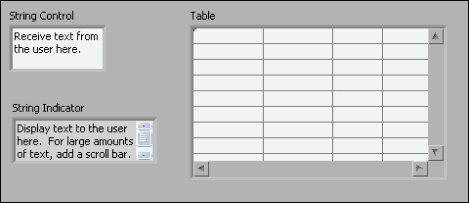 String Control
Receive text from
the user here.
String Indicator
Display text to the user
here.  For large amounts
of text, add a scroll bar.
Table